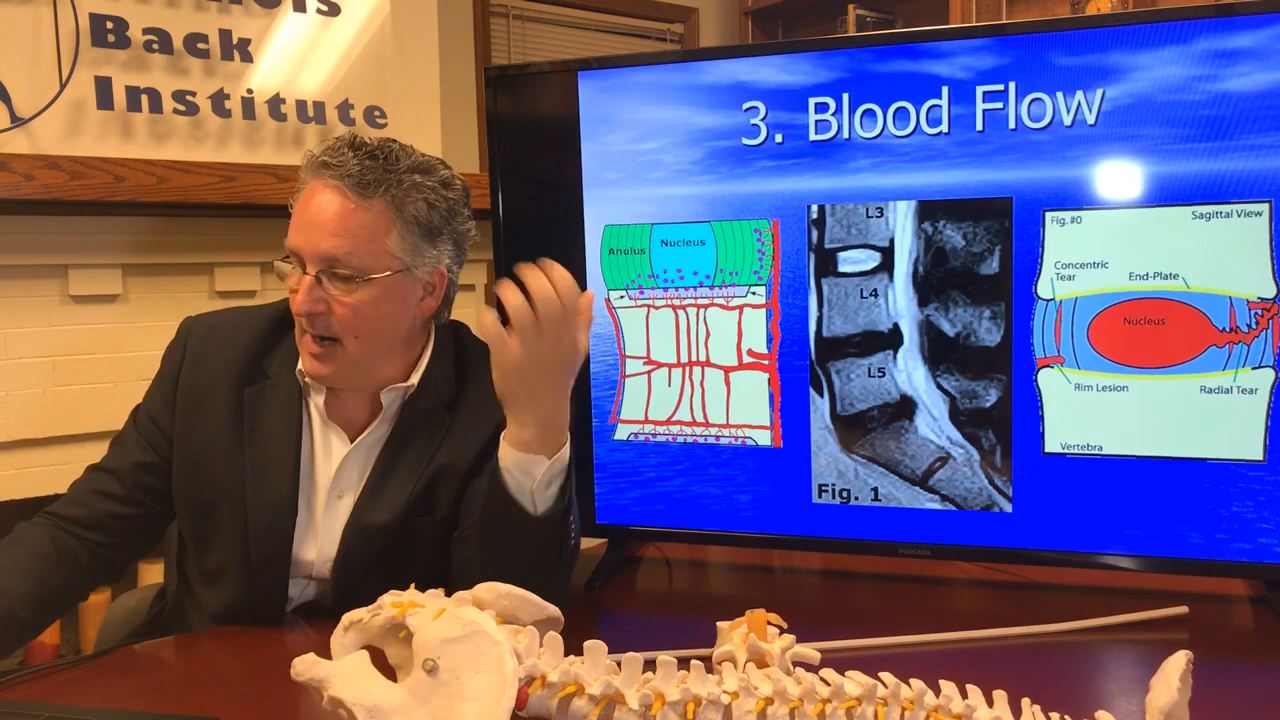 Back
Institute
3. Blood Flow
Anulus
Nucleus
L3
L4
L5
Fig. 1
Fig. #0
Sagittal View
Concentric
Tear
End-Plate
Nucleus
Rim Lesion
Radial Tear
Vertebra
INSIGNIA